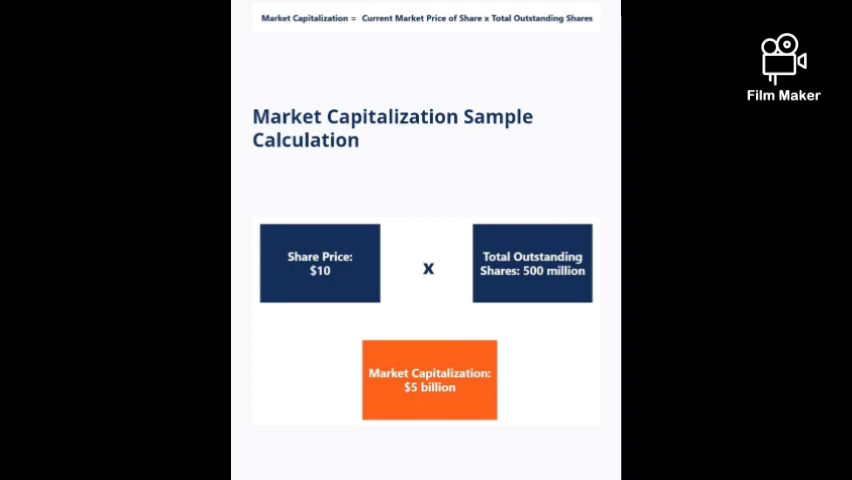 Market Capitalization = Current Market Price of Share x Total Outstanding Shares
Film Maker
Market Capitalization Sample
Calculation
Share Price:
$10
x
Total Outstanding
Shares: 500 million
Market Capitalization:
$5 billion